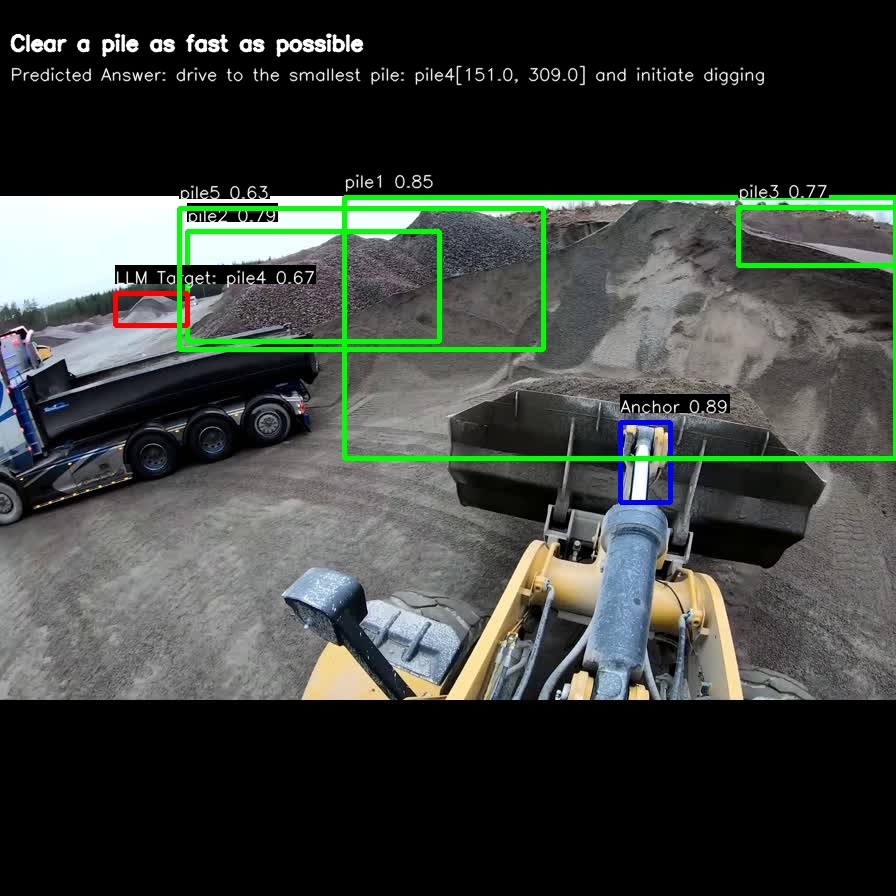 Clear a pile as fast as possible
Predicted Answer: drive to the smallest pile: pile4[151.0, 309.0] and initiate digging
pile5 0.63
pile1 0.85
pile3 0.77
pile2 0.79
LLM Target: pile4 0.67
Anchor 0.89